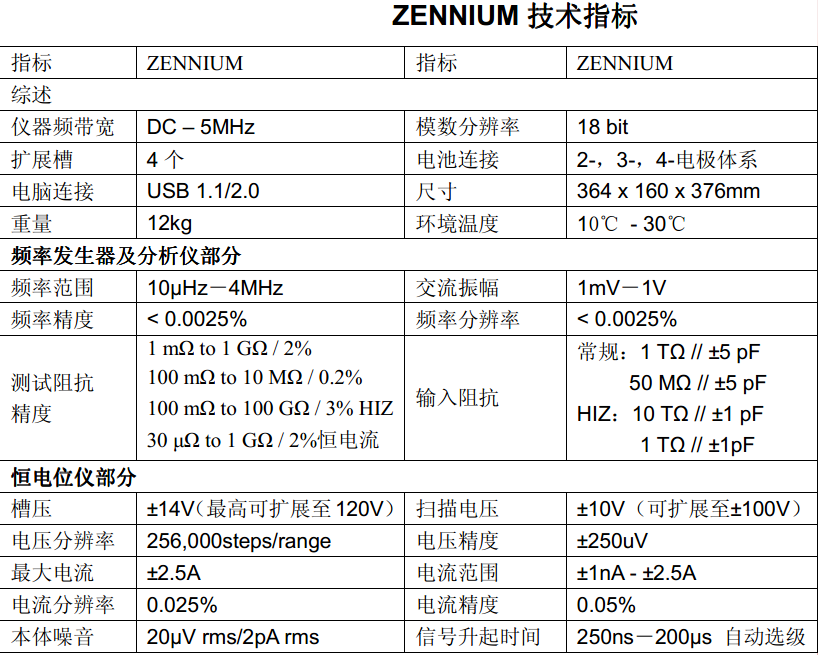 ZENNIUM 技术指标
指标 ZENNIUM 指标 ZENNIUM
综述
仪器频带宽 DC – 5MHz 模数分辨率 18 bit
扩展槽 4 个 电池连接 2-，3-，4-电极体系
电脑连接 USB 1.1/2.0 尺寸 364 x 160 x 376mm
重量 12kg 环境温度 10℃ - 30℃
频率发生器及分析仪部分
频率范围 10μHz－4MHz 交流振幅 1mV－1V
频率精度 < 0.0025% 频率分辨率 < 0.0025%
测试阻抗
精度
1 mΩ to 1 GΩ / 2%
100 mΩ to 10 MΩ / 0.2%
100 mΩ to 100 GΩ / 3% HIZ
30 μΩ to 1 GΩ / 2%恒电流
输入阻抗
常规：1 TΩ // ±5 pF
50 MΩ // ±5 pF
HIZ：10 TΩ // ±1 pF
1 TΩ // ±1pF
恒电位仪部分
槽压 ±14V（最高可扩展至 120V） 扫描电压 ±10V（可扩展至±100V）
电压分辨率 256,000steps/range 电压精度 ±250uV
最大电流 ±2.5A 电流范围 ±1nA - ±2.5A
电流分辨率 0.025% 电流精度 0.05%
本体噪音 20μV rms/2pA rms 信号升起时间 250ns－200μs 自动选级